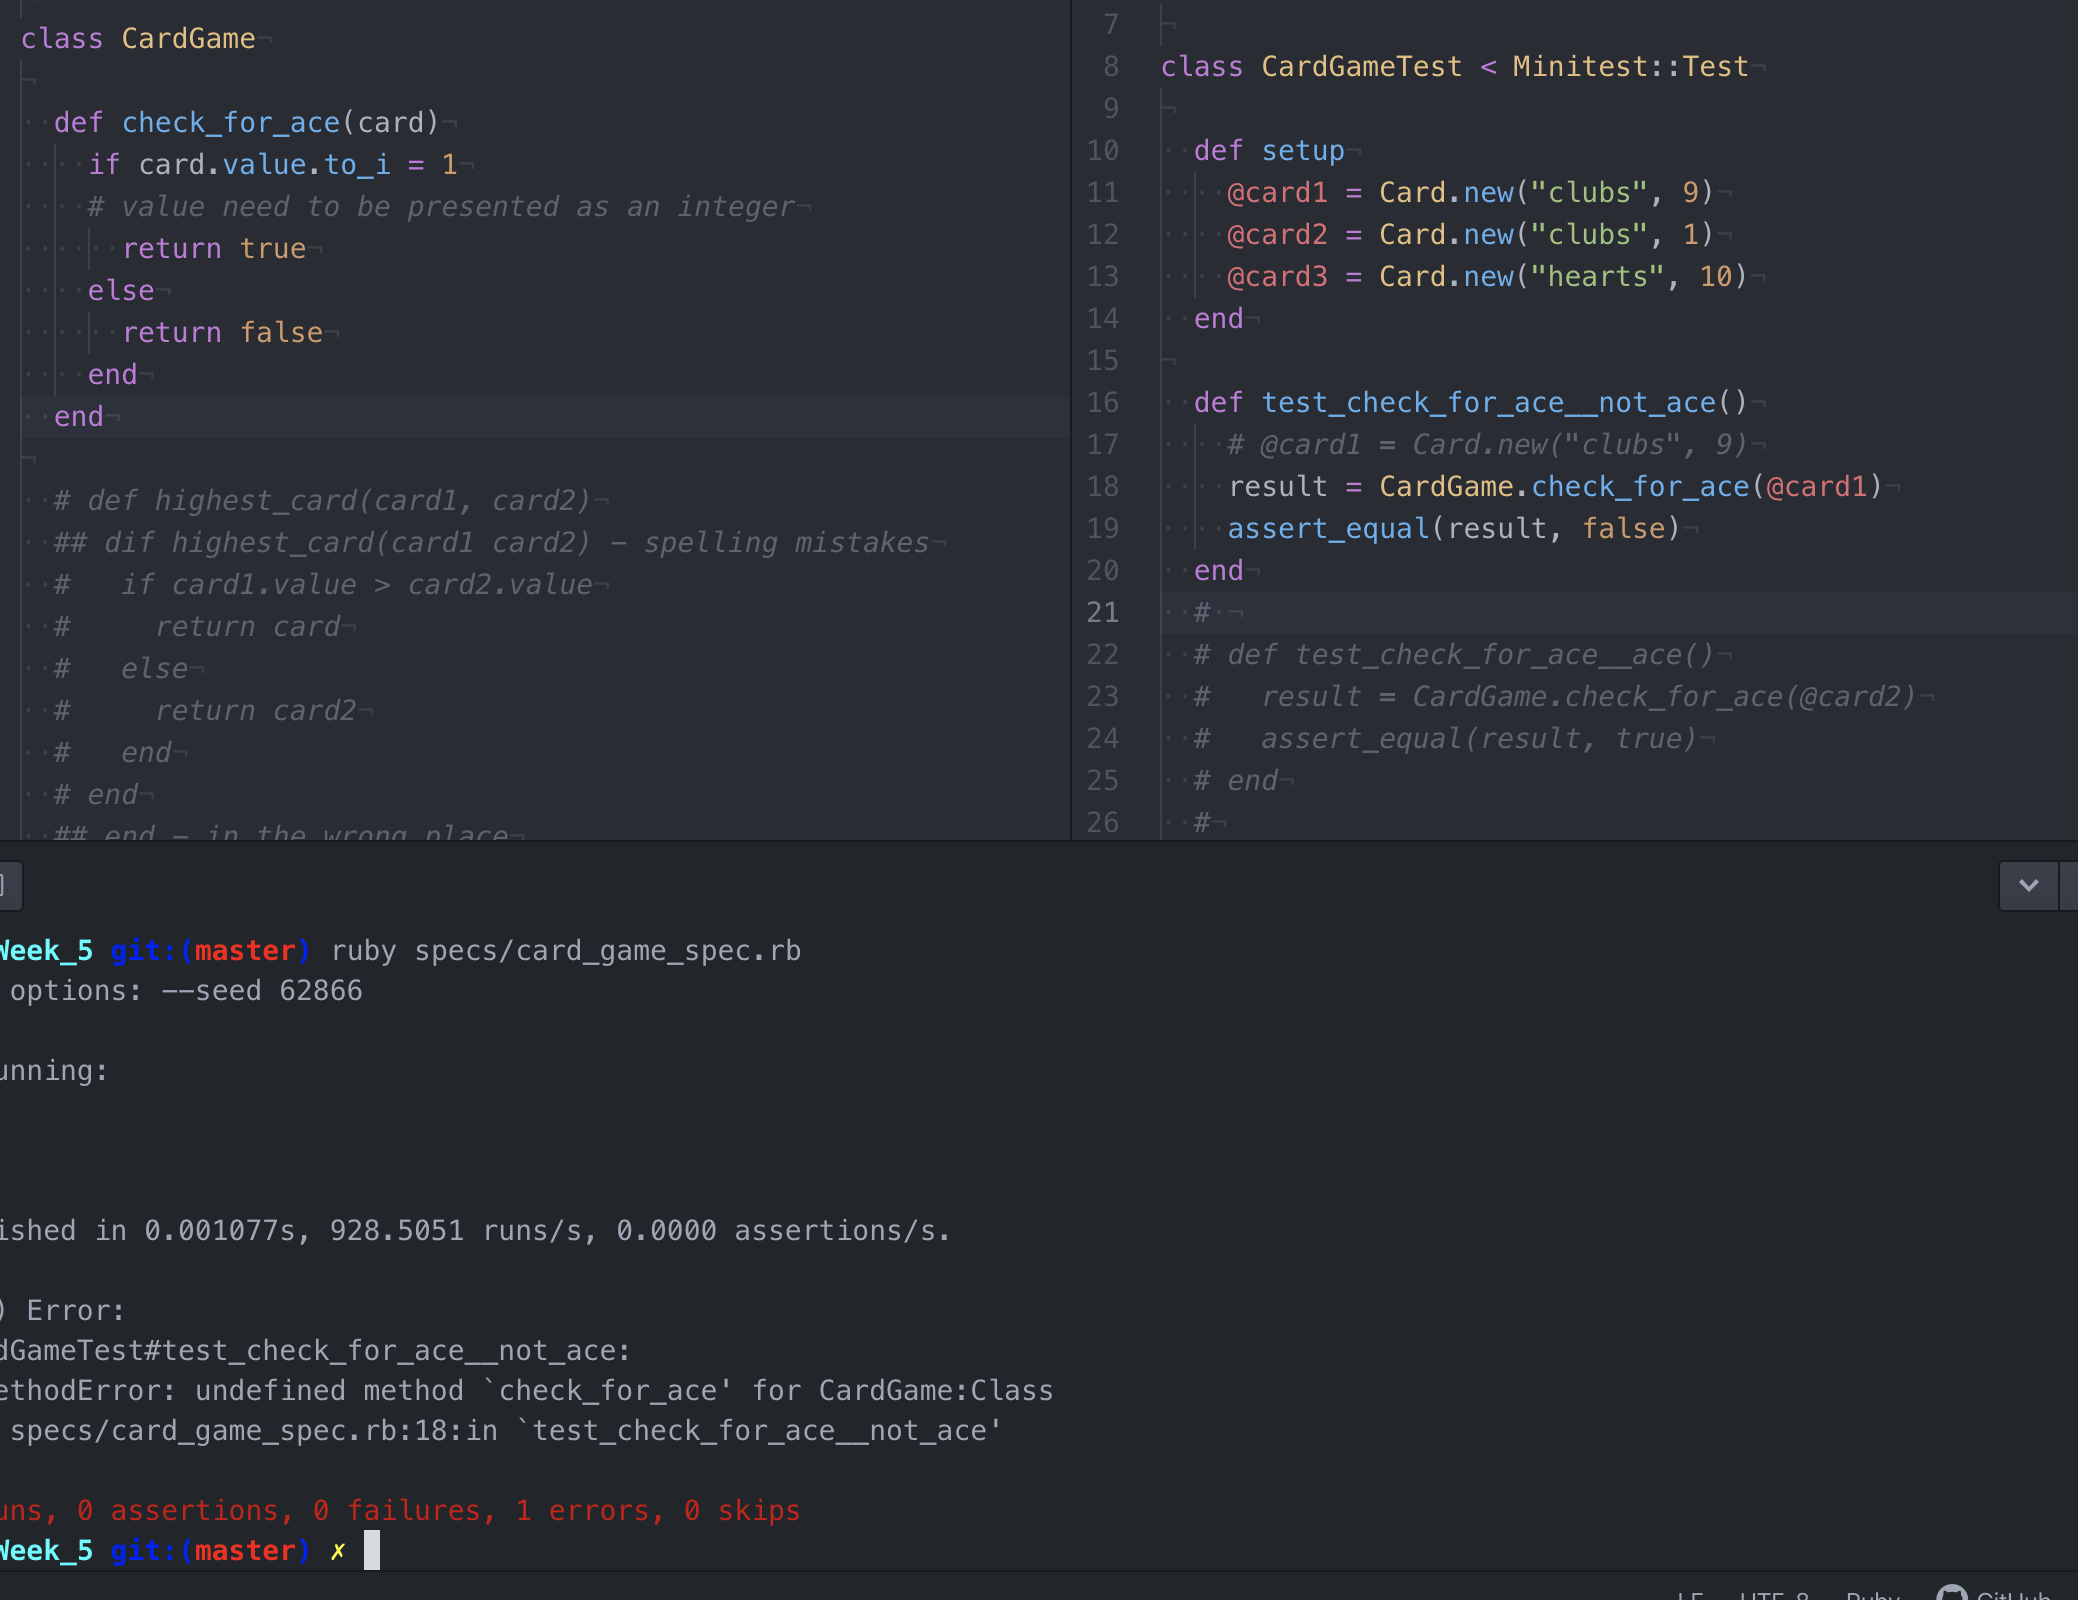 class CardGame
def check_for_ace(card)
if card.value.to_i = 1
# value need to be presented as an integer
return true
else
return false
end
end
# def highest_card(card1, card2)
## dif highest_card(card1 card2) - spelling mistakes
#   if card1.value > card2.value
#     return card
#   else
#     return card2
#   end
# end
## end - in the wrong place
7
8 class CardGameTest < Minitest::Test
9
10 def setup
11 @card1 = Card.new("clubs", 9)
12 @card2 = Card.new("clubs", 1)
13 @card3 = Card.new("hearts", 10)
14 end
15
16 def test_check_for_ace__not_ace()
17 # @card1 = Card.new("clubs", 9)
18 result = CardGame.check_for_ace(@card1)
19 assert_equal(result, false)
20 end
21 #
22 # def test_check_for_ace__ace()
23 #   result = CardGame.check_for_ace(@card2)
24 #   assert_equal(result, true)
25 # end
26 #
Week_5 git:(master) ruby specs/card_game_spec.rb
options: --seed 62866
unning:
ished in 0.001077s, 928.5051 runs/s, 0.0000 assertions/s.
) Error:
dGameTest#test_check_for_ace__not_ace:
ethodError: undefined method `check_for_ace' for CardGame:Class
specs/card_game_spec.rb:18:in `test_check_for_ace__not_ace'
uns, 0 assertions, 0 failures, 1 errors, 0 skips
Week_5 git:(master) ✗
LF UTF-8 Ruby GitHub